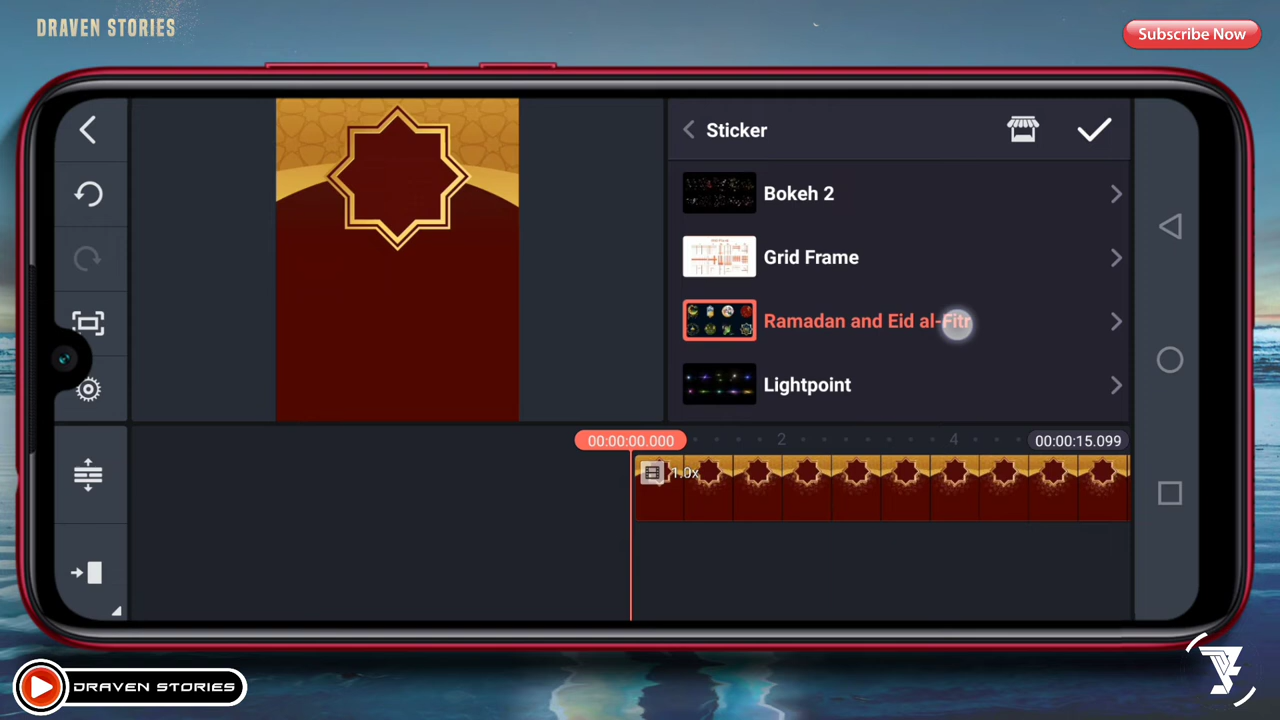 DRAVEN STORIES
Subscribe Now
Sticker
Bokeh 2
Grid Frame
Ramadan and Eid al-Fitr
Lightpoint
00:00:00.000
2
4
00:00:15.099
1.0x
DRAVEN STORIES